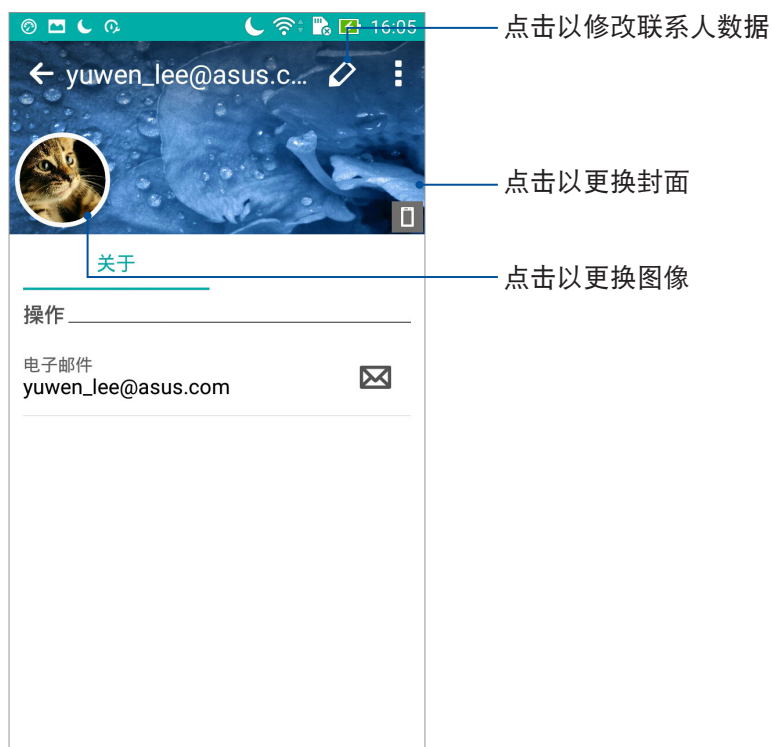 16:05
点击以修改联系人数据
yuwen_lee@asus.c...
点击以更换封面
关于
点击以更换图像
操作
电子邮件
yuwen_lee@asus.com